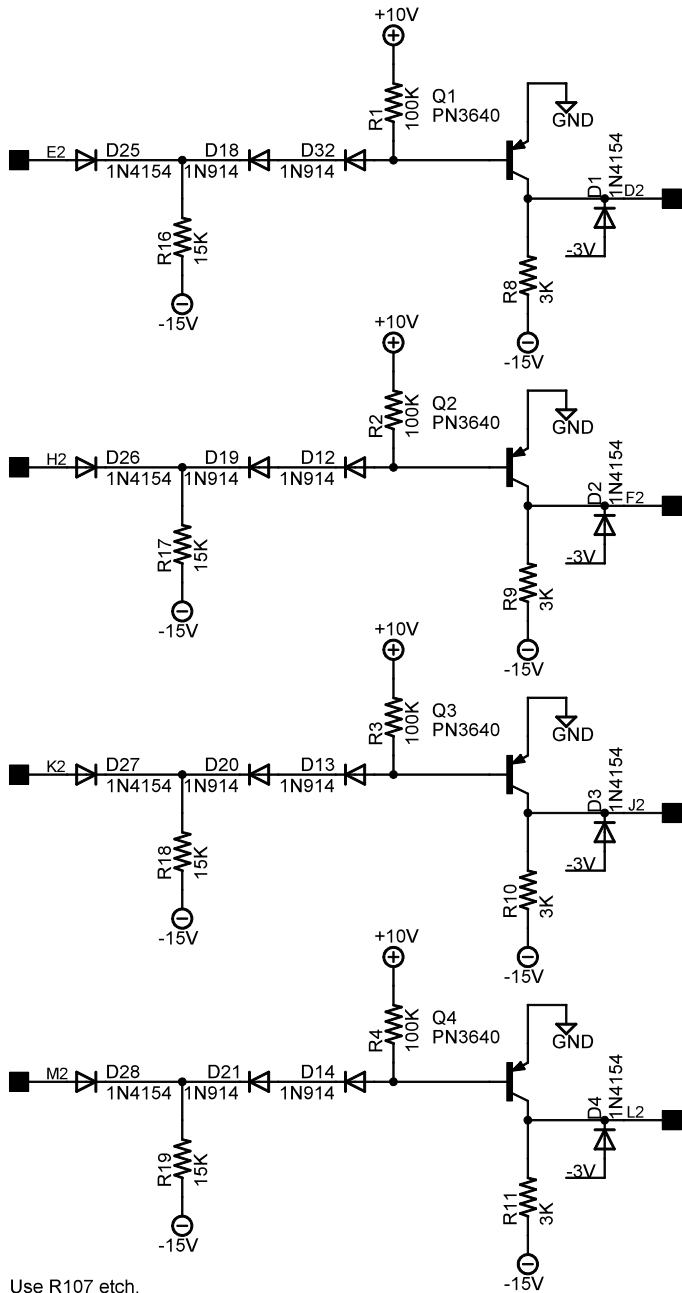 +10V
R1
100K
Q1
PN3640
GND
E2
D25
1N4154
D18
1N914
D32
1N914
D1
1N4154
D2
R16
15K
-15V
-3V
R8
3K
-15V
+10V
R2
100K
Q2
PN3640
GND
H2
D26
1N4154
D19
1N914
D12
1N914
D2
1N4154
F2
R17
15K
-15V
-3V
R9
3K
-15V
+10V
R3
100K
Q3
PN3640
GND
K2
D27
1N4154
D20
1N914
D13
1N914
D3
1N4154
J2
R18
15K
-15V
-3V
R10
3K
-15V
+10V
R4
100K
Q4
PN3640
GND
M2
D28
1N4154
D21
1N914
D14
1N914
D4
1N4154
L2
R19
15K
-15V
-3V
R11
3K
-15V
Use R107 etch.